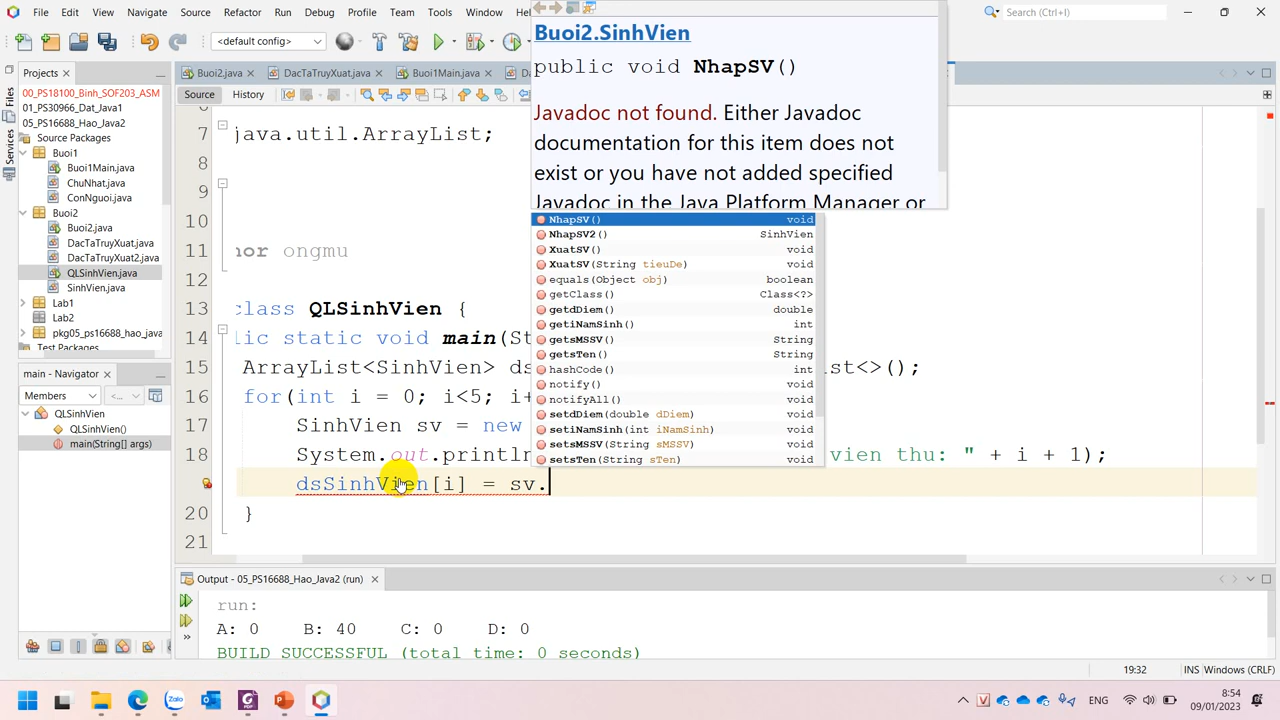 File Edit View Navigate Source Refactor Run Debug Profile Team Tools Window
Search (Ctrl+I)
<default config>
Projects
Buoi2.java
DacTaTruyXuat.java
Buoi1Main.java
Source History
Files
Services
00_PS18100_Binh_SOF203_ASM
01_PS30966_Dat_Java1
05_PS16688_Hao_Java2
Source Packages
Buoi1
Buoi1Main.java
ChuNhat.java
ConNguoi.java
Buoi2
Buoi2.java
DacTaTruyXuat.java
DacTaTruyXuat2.java
QLSinhVien.java
SinhVien.java
Lab1
Lab2
pkg05_ps16688_hao_java
Test Packages
main - Navigator
Members
<...>
QLSinhVien
QLSinhVien()
main(String[] args)
7 java.util.ArrayList;
8
9
10
11 hor ongmu
12
13 class QLSinhVien {
14 lic static void main(St
15 ArrayList<SinhVien> ds
list<>();
16 for(int i = 0; i<5; i+
17 SinhVien sv = new
18 System.out.println
vien thu: " + i + 1);
dsSinhVien[i] = sv.
20 }
21
Buoi2.SinhVien
public void NhapSV()
Javadoc not found. Either Javadoc
documentation for this item does not
exist or you have not added specified
Javadoc in the Java Platform Manager or
NhapSV() void
NhapSV2() SinhVien
XuatSV() void
XuatSV(String tieuDe) void
equals(Object obj) boolean
getClass() Class<?>
getdDiem() double
getiNamSinh() int
getsMSSV() String
getsTen() String
hashCode() int
notify() void
notifyAll() void
setdDiem(double dDiem) void
setiNamSinh(int iNamSinh) void
setsMSSV(String sMSSV) void
setsTen(String sTen) void
Output - 05_PS16688_Hao_Java2 (run)
run:
A: 0 B: 40 C: 0 D: 0
BUILD SUCCESSFUL (total time: 0 seconds)
19:32 INS Windows (CRLF)
Zalo
ENG
8:54
09/01/2023